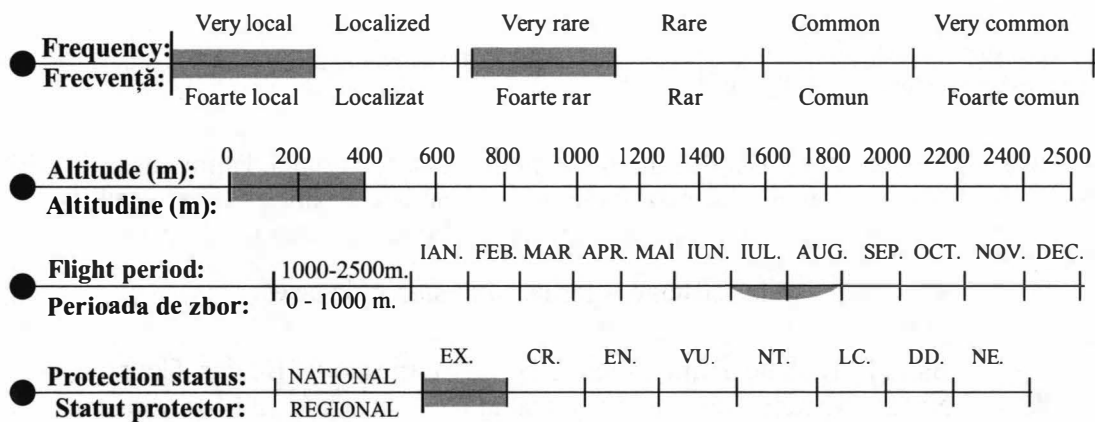 Very local Localized Very rare Rare Common Very common
Frequency:
Frecvență:
Foarte local Localizat Foarte rar Rar Comun Foarte comun
Altitude (m): 0 200 400 600 800 1000 1200 1400 1600 1800 2000 2200 2400 2500
Altitudine (m):
IAN. FEB. MAR APR. MAI IUN. IUL. AUG. SEP. OCT. NOV. DEC.
Flight period: 1000-2500m.
Perioada de zbor: 0 - 1000 m.
EX. CR. EN. VU. NT. LC. DD. NE.
Protection status: NATIONAL
Statut protector: REGIONAL